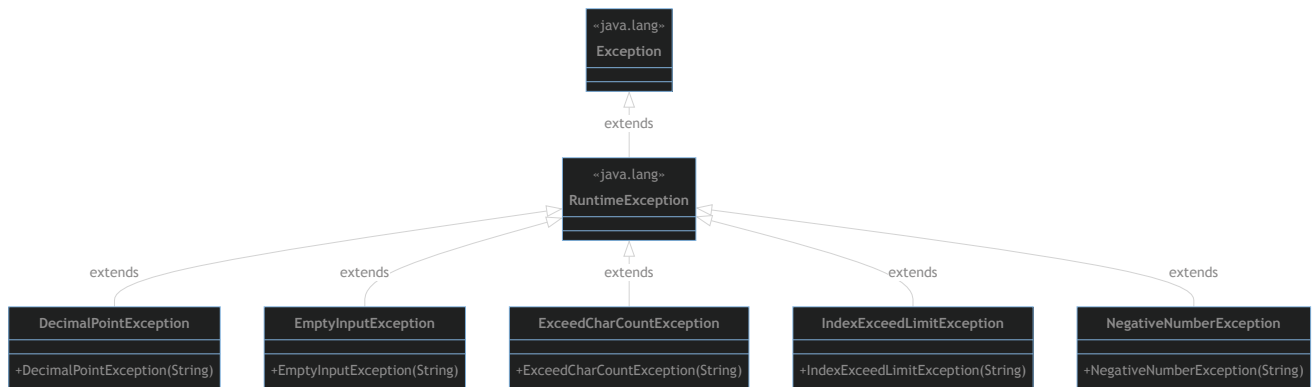 «java.lang»
Exception
extends
«java.lang»
RuntimeException
extends
extends
extends
extends
extends
DecimalPointException
+DecimalPointException(String)
EmptyInputException
+EmptyInputException(String)
ExceedCharCountException
+ExceedCharCountException(String)
IndexExceedLimitException
+IndexExceedLimitException(String)
NegativeNumberException
+NegativeNumberException(String)